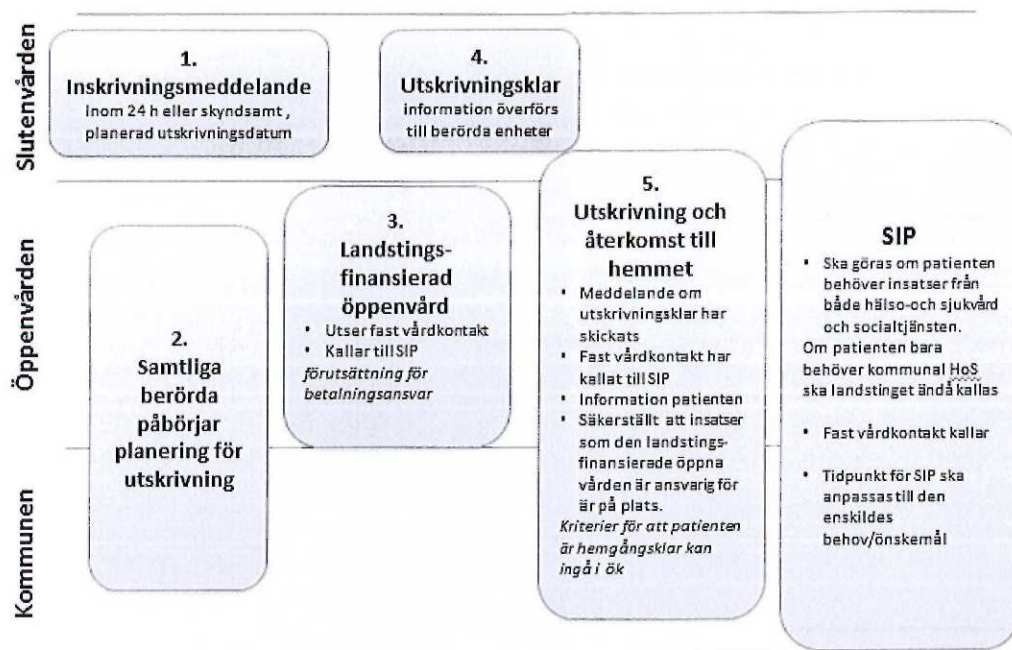 Slutenvården
1.
Inskrivningsmeddelande
Inom 24 h eller skyndsamt ,
planerad utskrivningsdatum
4.
Utskrivningsklar
information överförs
till berörda enheter
Öppenvården
Kommunen
2.
Samtliga
berörda
påbörjar
planering för
utskrivning
3.
Landstings-
finansierad
öppenvård
• Utser fast vårdkontakt
• Kallar till SIP
förutsättning för
betalningsansvar
5.
Utskrivning och
återkomst till
hemmet
• Meddelande om
utskrivningsklar har
skickats
• Fast vårdkontakt har
kallat till SIP
• Information patienten
• Säkerställt att insatser
som den landstings-
finansierade öppna
vården är ansvarig för
är på plats.
Kriterier för att patienten
är hemgångsklar kan
ingå i ök
SIP
• Ska göras om patienten
behöver insatser från
både hälso-och sjukvård
och socialtjänsten.
Om patienten bara
behöver kommunal HoS
ska landstinget ändå kallas
• Fast vårdkontakt kallar
• Tidpunkt för SIP ska
anpassas till den
enskildes
behov/önskemål